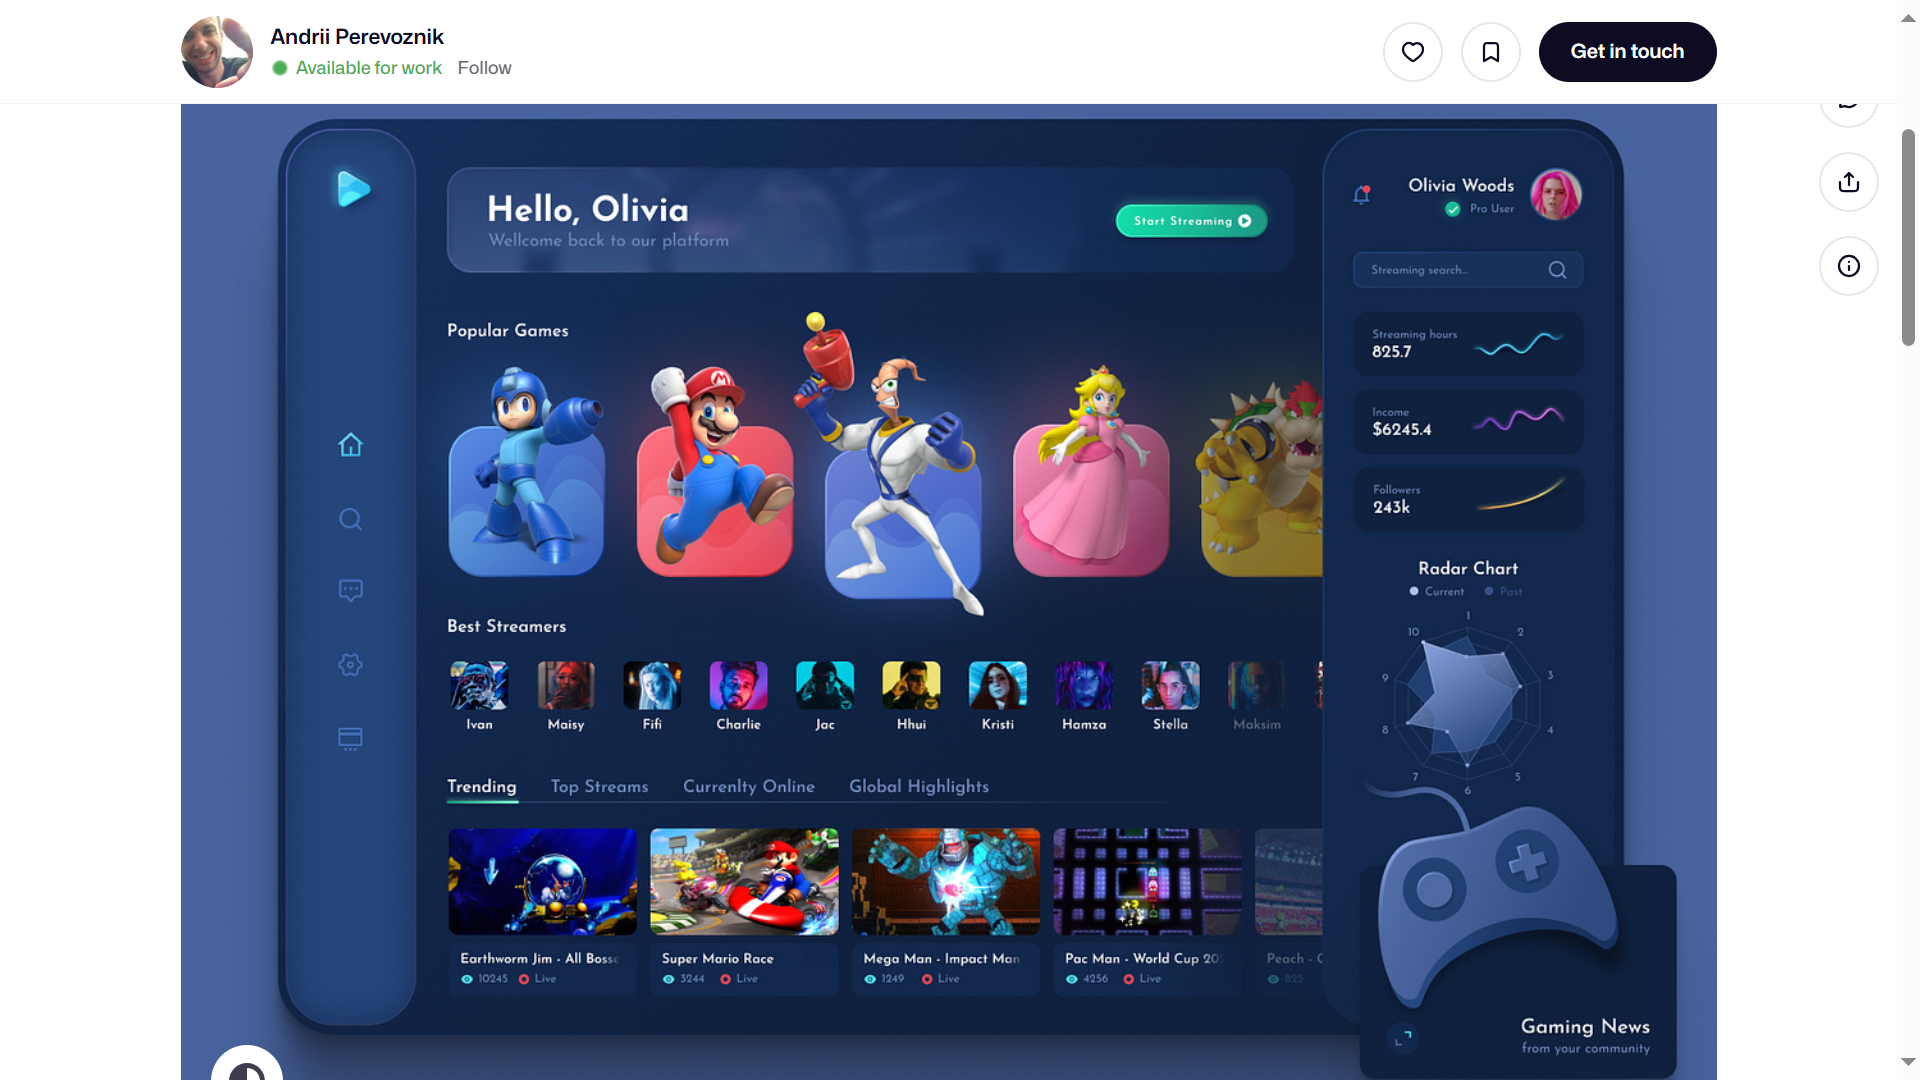 Andrii Perevoznik
Available for work Follow
Get in touch
Hello, Olivia
Wellcome back to our platform
Start Streaming
Olivia Woods
Pro User
Streaming search...
Streaming hours
825.7
Income
$6245.4
Followers
243k
Popular Games
Best Streamers
Ivan Maisy Fifi Charlie Jac Hhui Kristi Hamza Stella Maksim
Radar Chart
Current Past
1
2
3
4
5
6
7
8
9
10
Trending Top Streams Currenlty Online Global Highlights
Earthworm Jim - All Bosse
10245 Live
Super Mario Race
3244 Live
Mega Man - Impact Man
1249 Live
Pac Man - World Cup
4256 Live
Peach -
825
Gaming News
from your community